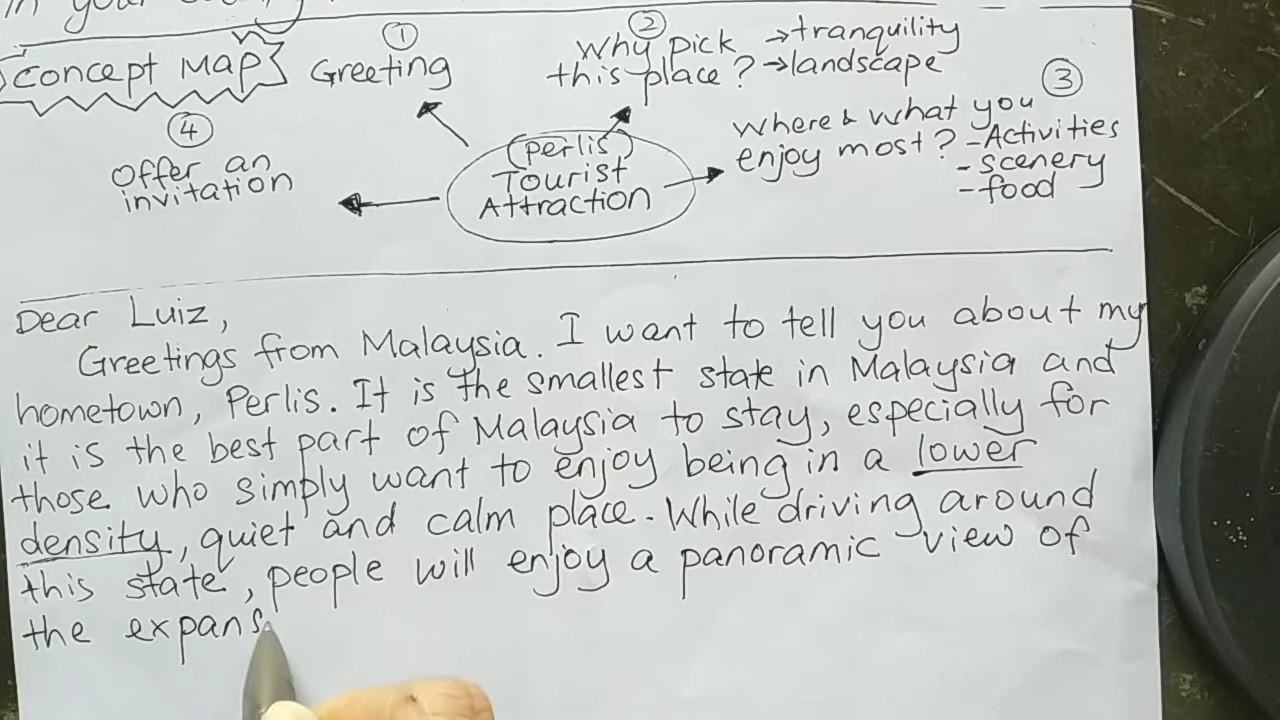 in your
Concept Map
①
Greeting
②
Why pick
this place?
→tranquility
→landscape
③
Where & what you
enjoy most?
-Activities
-scenery
-food
④
Offer an
invitation
(Perlis)
Tourist
Attraction
Dear Luiz,
Greetings from Malaysia. I want to tell you about my
hometown, Perlis. It is the smallest state in Malaysia and
it is the best part of Malaysia to stay, especially for
those who simply want to enjoy being in a lower
density, quiet and calm place. While driving around
this state, people will enjoy a panoramic view of
the expans